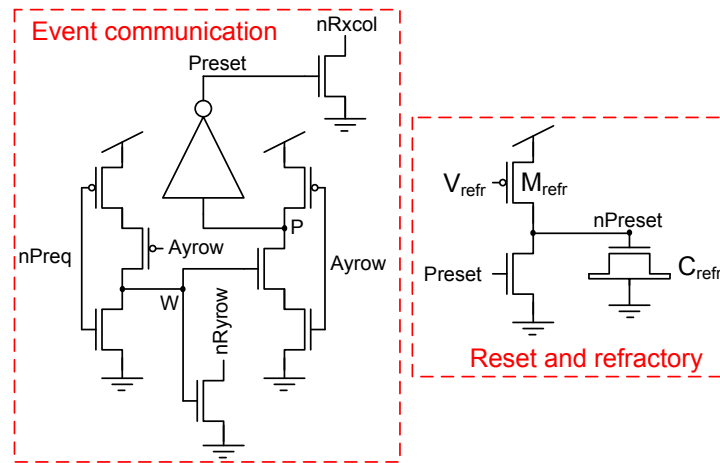 Event communication
nRxcol
Preset
nPreq
Ayrow
W
P
Ayrow
nRyrow
Vrefr
Mrefr
nPreset
Preset
Crefr
Reset and refractory